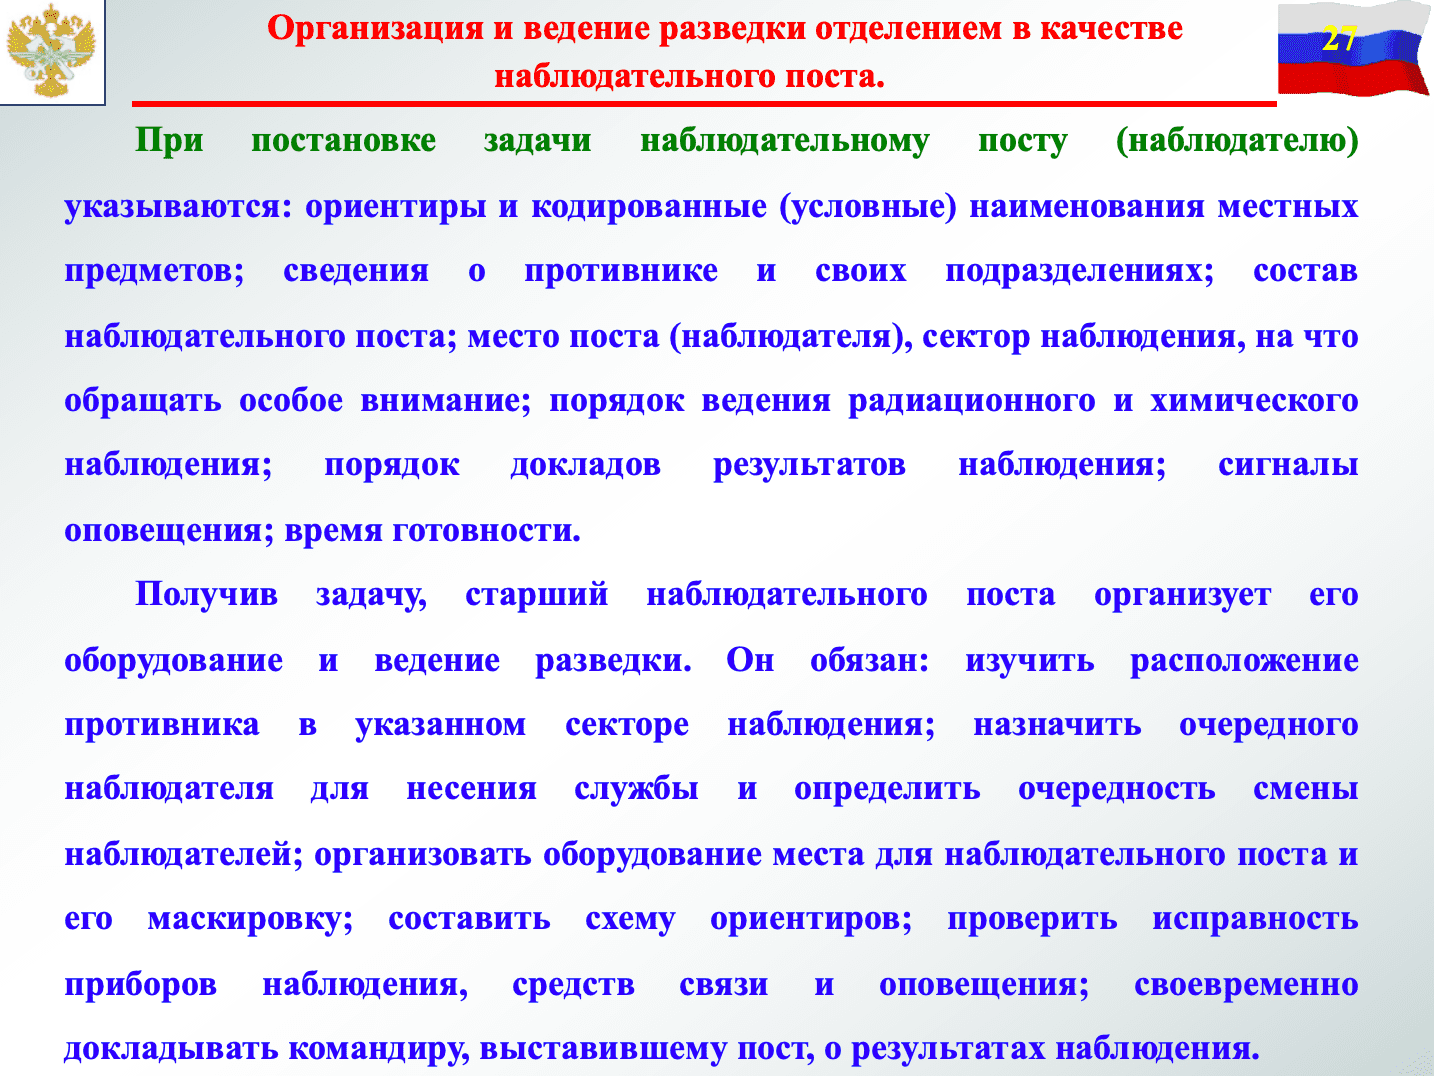 Организация и ведение разведки отделением в качестве
наблюдательного поста.
27
При постановке задачи наблюдательному посту (наблюдателю)
указываются: ориентиры и кодированные (условные) наименования местных
предметов; сведения о противнике и своих подразделениях; состав
наблюдательного поста; место поста (наблюдателя), сектор наблюдения, на что
обращать особое внимание; порядок ведения радиационного и химического
наблюдения; порядок докладов результатов наблюдения; сигналы
оповещения; время готовности.
Получив задачу, старший наблюдательного поста организует его
оборудование и ведение разведки. Он обязан: изучить расположение
противника в указанном секторе наблюдения; назначить очередного
наблюдателя для несения службы и определить очередность смены
наблюдателей; организовать оборудование места для наблюдательного поста и
его маскировку; составить схему ориентиров; проверить исправность
приборов наблюдения, средств связи и оповещения; своевременно
докладывать командиру, выставившему пост, о результатах наблюдения.